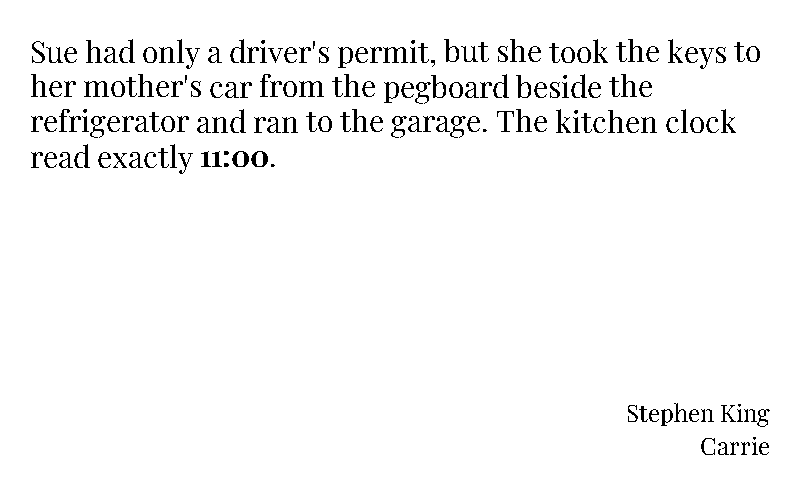 Sue had only a driver's permit, but she took the keys to
her mother's car from the pegboard beside the
refrigerator and ran to the garage. The kitchen clock
read exactly 11:00.
Stephen King
Carrie